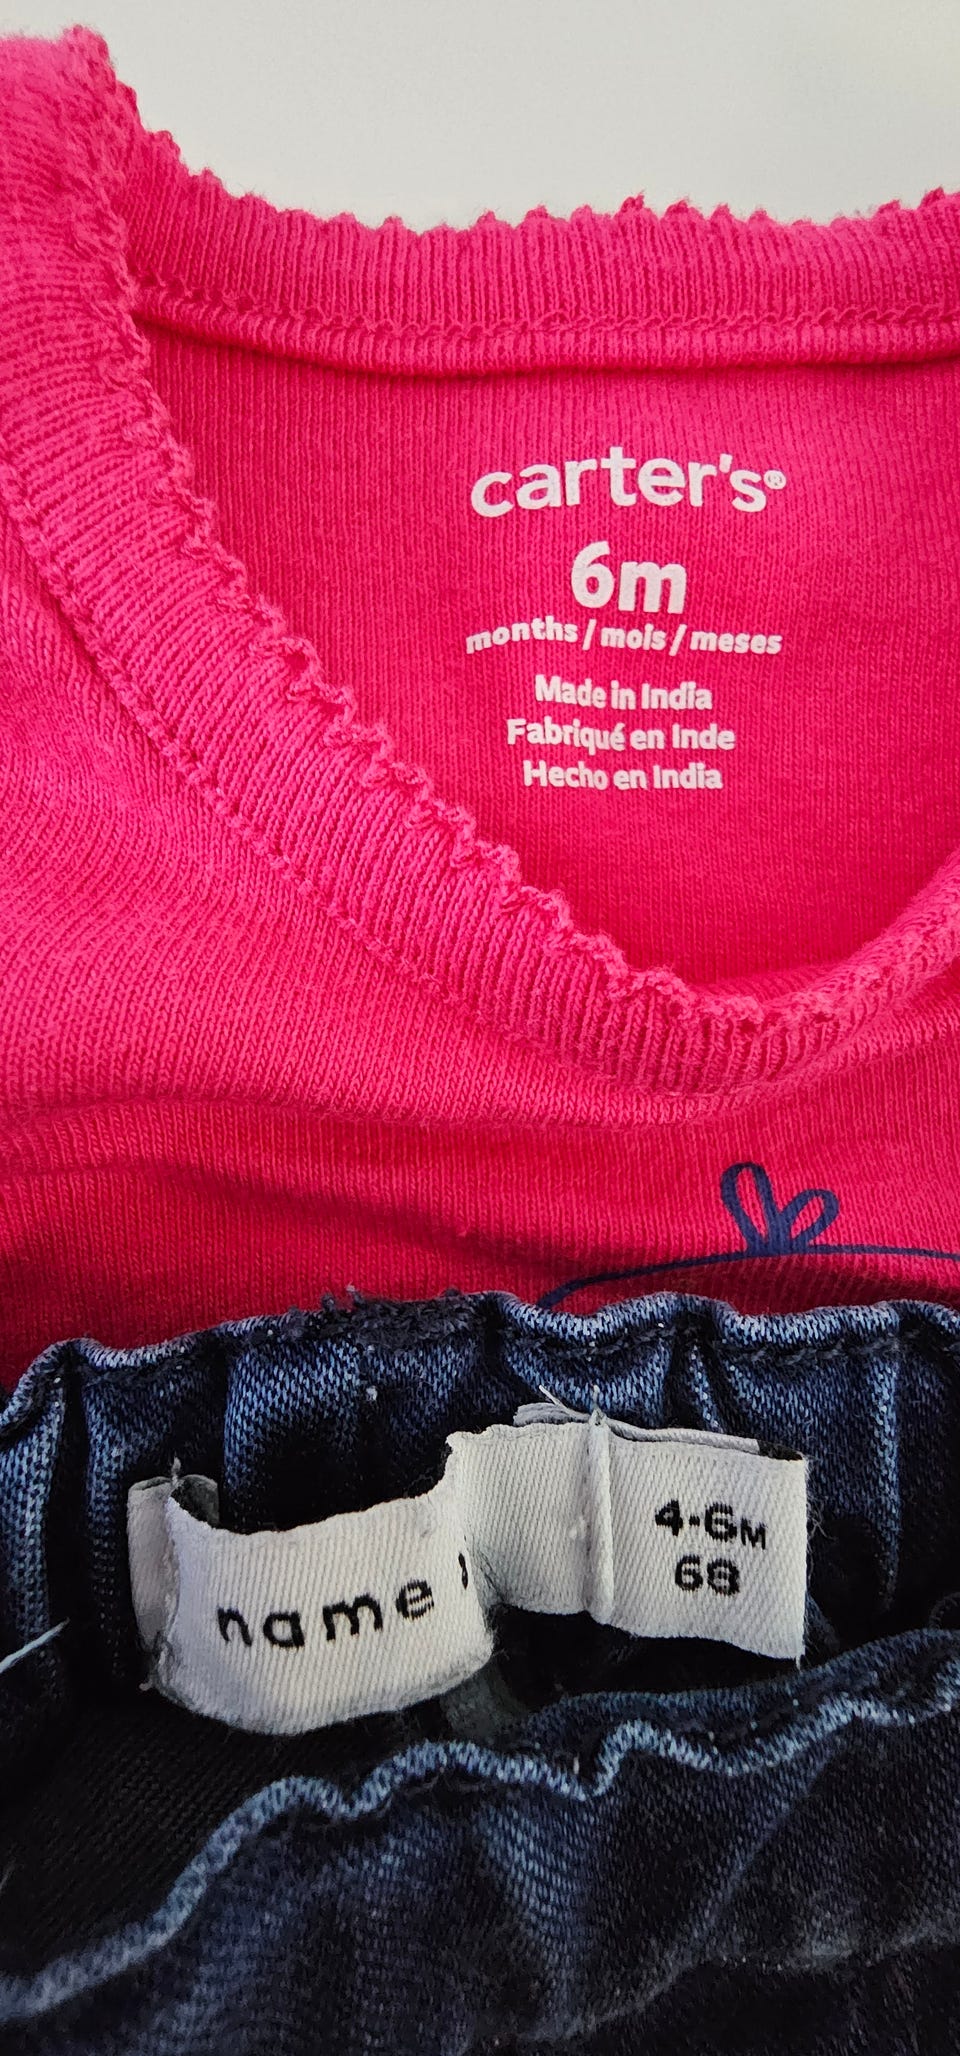 carter's®
6m
months / mois / meses
Made in India
Fabriqué en Inde
Hecho en India
name
4-6M
68